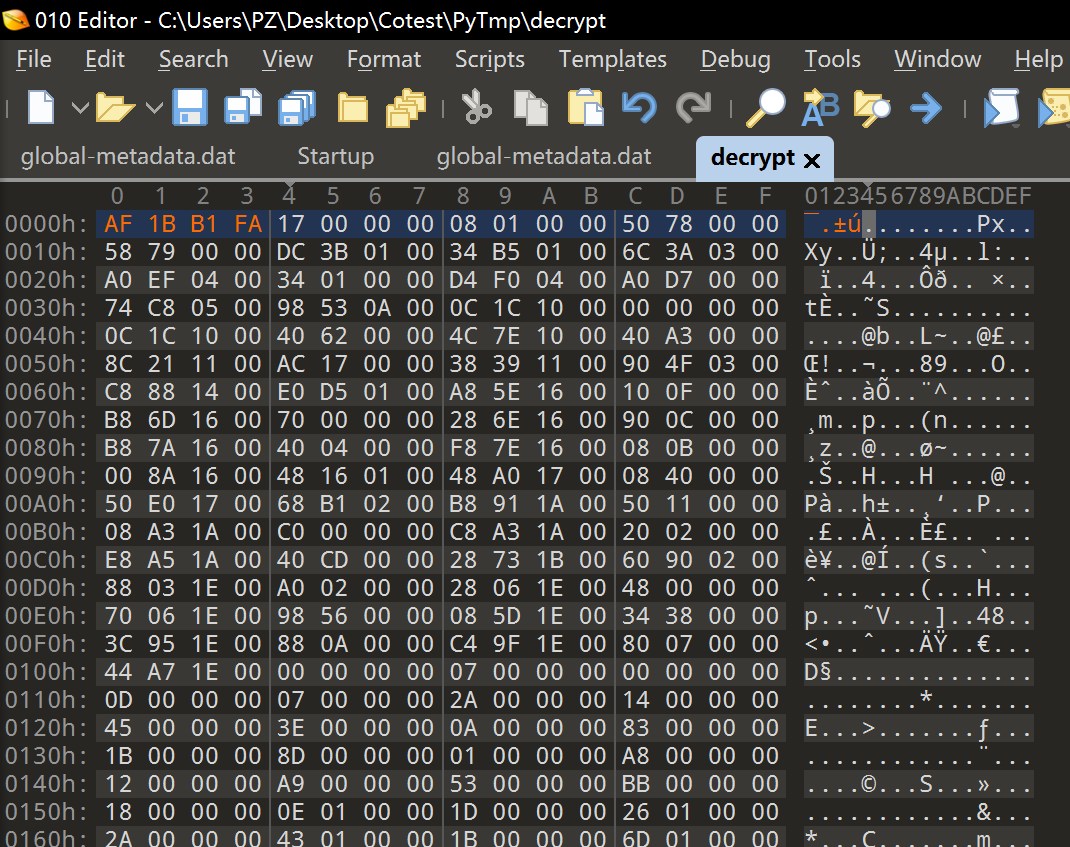 010 Editor - C:\Users\PZ\Desktop\Cotest\PyTmp\decrypt
File Edit Search View Format Scripts Templates Debug Tools Window Help
global-metadata.dat Startup global-metadata.dat decrypt
0 1 2 3 4 5 6 7 8 9 A B C D E F 0123456789ABCDEF
0000h: AF 1B B1 FA 17 00 00 00 08 01 00 00 50 78 00 00 ¯.±ú........Px..
0010h: 58 79 00 00 DC 3B 01 00 34 B5 01 00 6C 3A 03 00 Xy..Ü;..4µ..l:..
0020h: A0 EF 04 00 34 01 00 00 D4 F0 04 00 A0 D7 00 00  ï..4...Ôð.. ×..
0030h: 74 C8 05 00 98 53 0A 00 0C 1C 10 00 00 00 00 00 tÈ..˜S..........
0040h: 0C 1C 10 00 40 62 00 00 4C 7E 10 00 40 A3 00 00 ....@b..L~..@£..
0050h: 8C 21 11 00 AC 17 00 00 38 39 11 00 90 4F 03 00 Œ!..¬...89...O..
0060h: C8 88 14 00 E0 D5 01 00 A8 5E 16 00 10 0F 00 00 Èˆ..àÕ..¨^......
0070h: B8 6D 16 00 70 00 00 00 28 6E 16 00 90 0C 00 00 ¸m..p...(n......
0080h: B8 7A 16 00 40 04 00 00 F8 7E 16 00 08 0B 00 00 ¸z..@...ø~......
0090h: 00 8A 16 00 48 16 01 00 48 A0 17 00 08 40 00 00 .Š..H...H ...@..
00A0h: 50 E0 17 00 68 B1 02 00 B8 91 1A 00 50 11 00 00 Pà..h±..¸‘..P...
00B0h: 08 A3 1A 00 C0 00 00 00 C8 A3 1A 00 20 02 00 00 .£..À...È£.. ...
00C0h: E8 A5 1A 00 40 CD 00 00 28 73 1B 00 60 90 02 00 è¥..@Í..(s..`...
00D0h: 88 03 1E 00 A0 02 00 00 28 06 1E 00 48 00 00 00 ˆ... ...(...H...
00E0h: 70 06 1E 00 98 56 00 00 08 5D 1E 00 34 38 00 00 p...˜V...]..48..
00F0h: 3C 95 1E 00 88 0A 00 00 C4 9F 1E 00 80 07 00 00 <•..ˆ...ÄŸ..€...
0100h: 44 A7 1E 00 00 00 00 00 07 00 00 00 00 00 00 00 D§..............
0110h: 0D 00 00 00 07 00 00 00 2A 00 00 00 14 00 00 00 ........*.......
0120h: 45 00 00 00 3E 00 00 00 0A 00 00 00 83 00 00 00 E...>.......ƒ...
0130h: 1B 00 00 00 8D 00 00 00 01 00 00 00 A8 00 00 00 ............¨...
0140h: 12 00 00 00 A9 00 00 00 53 00 00 00 BB 00 00 00 ....©...S...»...
0150h: 18 00 00 00 0E 01 00 00 1D 00 00 00 26 01 00 00 ............&...
0160h: 2A 00 00 00 43 01 00 00 1B 00 00 00 6D 01 00 00 *...C.......m...